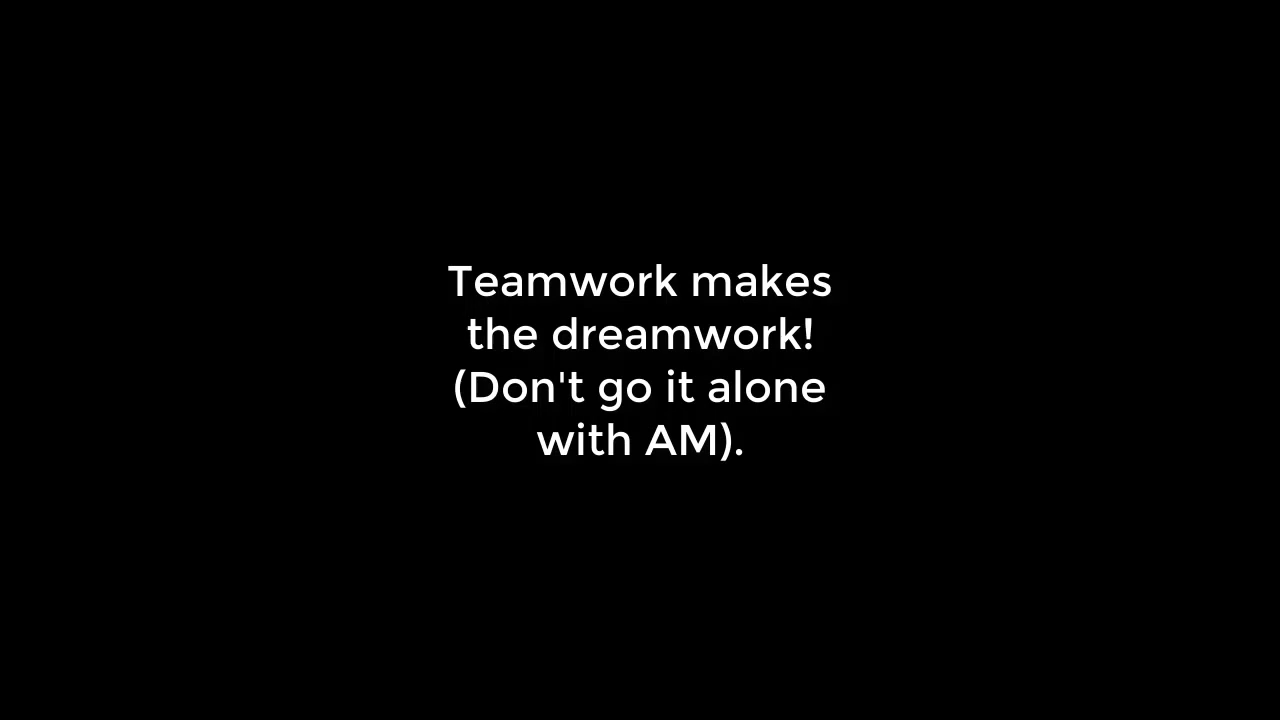 Teamwork makes
the dreamwork!
(Don't go it alone
with AM).